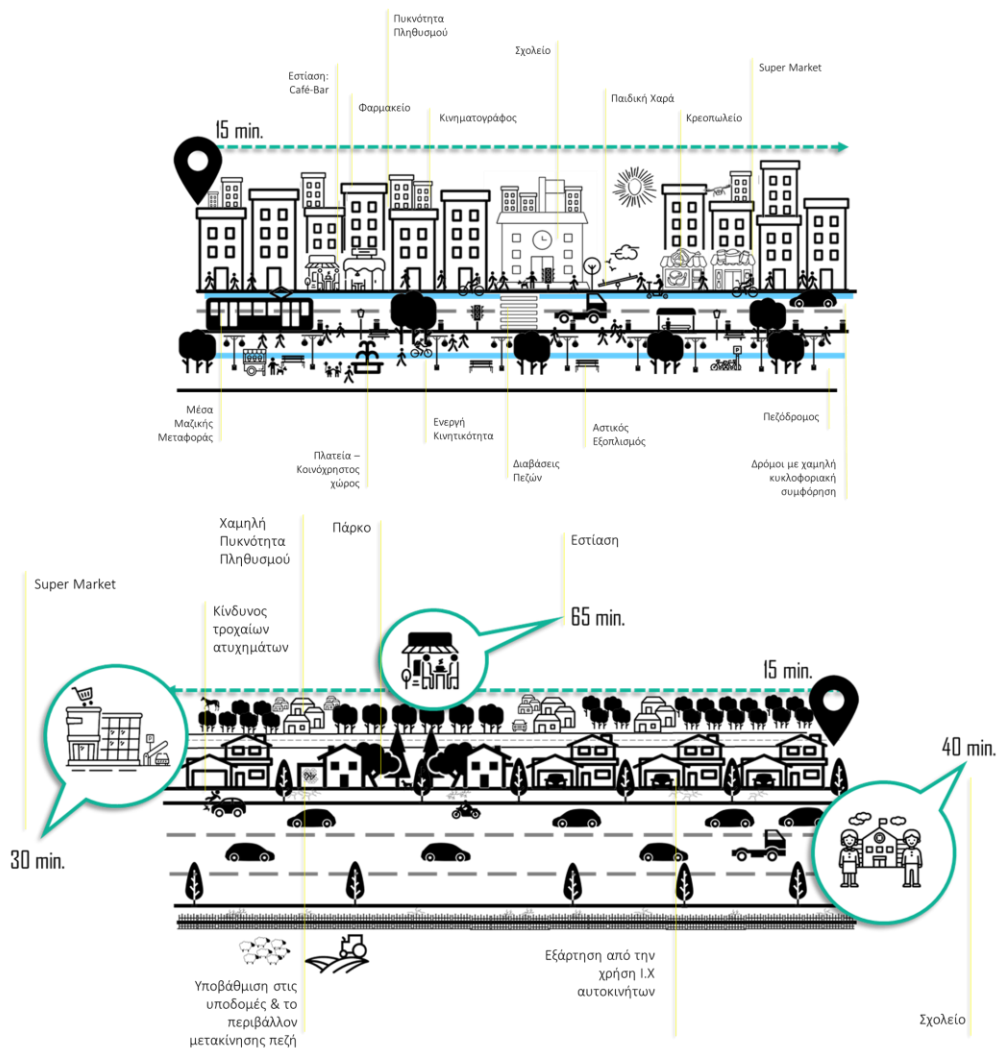 Πυκνότητα
Πληθυσμού
Σχολείο
Super Market
Εστίαση:
Café-Bar
Παιδική Χαρά
Φαρμακείο
Κινηματογράφος
Κρεοπωλείο
15 min.
Μέσα
Μαζικής
Μεταφοράς
Ενεργή
Κινητικότητα
Αστικός
Εξοπλισμός
Πεζόδρομος
Πλατεία –
Κοινόχρηστος
χώρος
Διαβάσεις
Πεζών
Δρόμοι με χαμηλή
κυκλοφοριακή
συμφόρηση
Χαμηλή
Πυκνότητα
Πληθυσμού
Πάρκο
Εστίαση
Super Market
Κίνδυνος
τροχαίων
ατυχημάτων
65 min.
15 min.
40 min.
30 min.
Υποβάθμιση στις
υποδομές & το
περιβάλλον
μετακίνησης πεζή
Εξάρτηση από την
χρήση Ι.Χ
αυτοκινήτων
Σχολείο